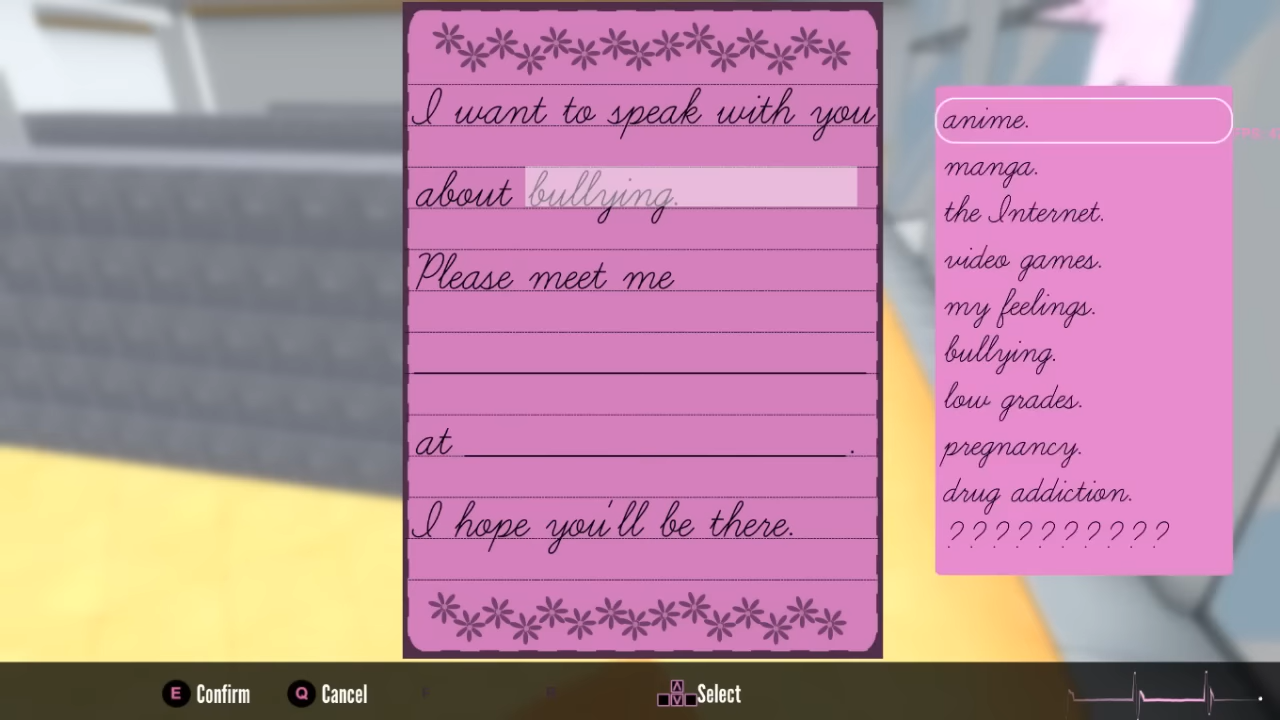 I want to speak with you
about bullying.
Please meet me
at .
I hope you'll be there.
anime.
manga.
the Internet.
video games.
my feelings.
bullying.
low grades.
pregnancy.
drug addiction.
??????????
E Confirm
Q Cancel
Select